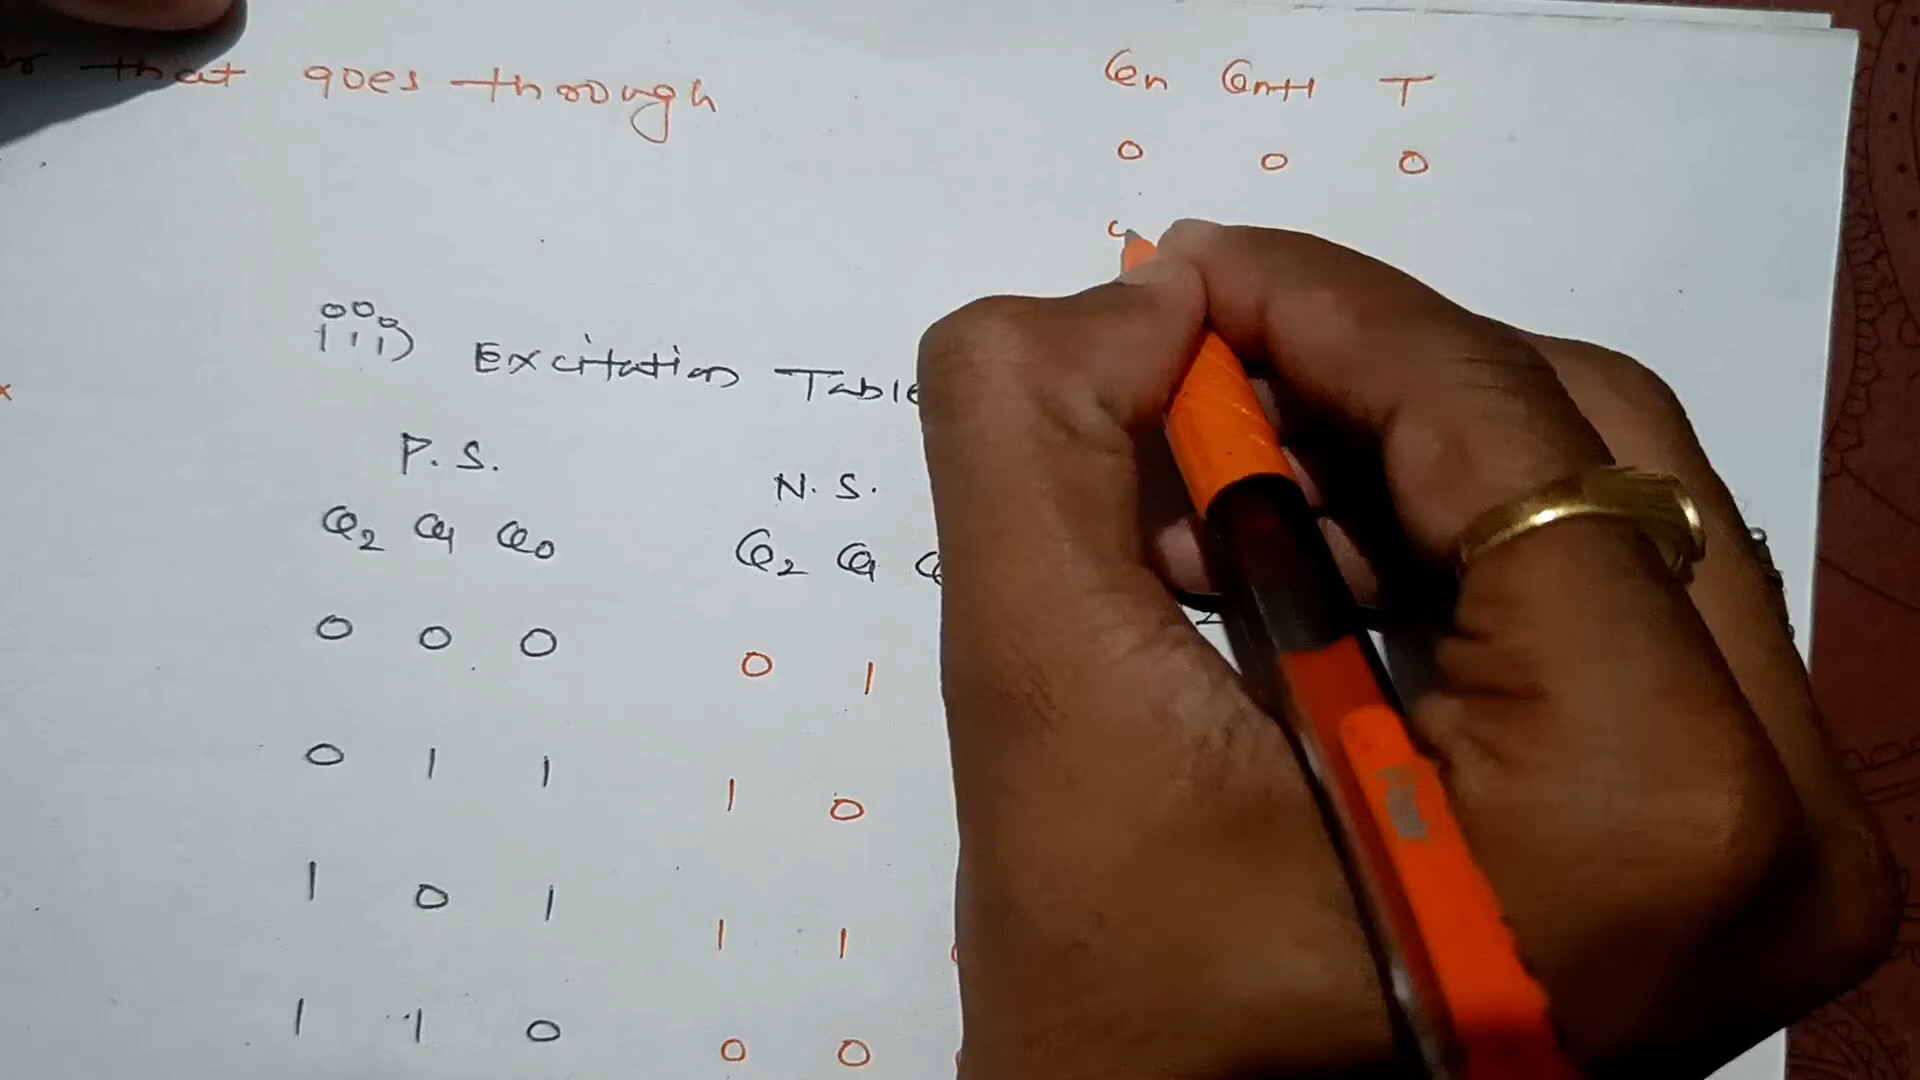 that goes through
Qn Qn+1 T
0 0 0
iii) Excitation Table
P.S.
N.S.
Q2 Q1 Q0
Q2 Q1
0 0 0
0 1
0 1 1
1 0
1 0 1
1 1
1 1 0
0 0